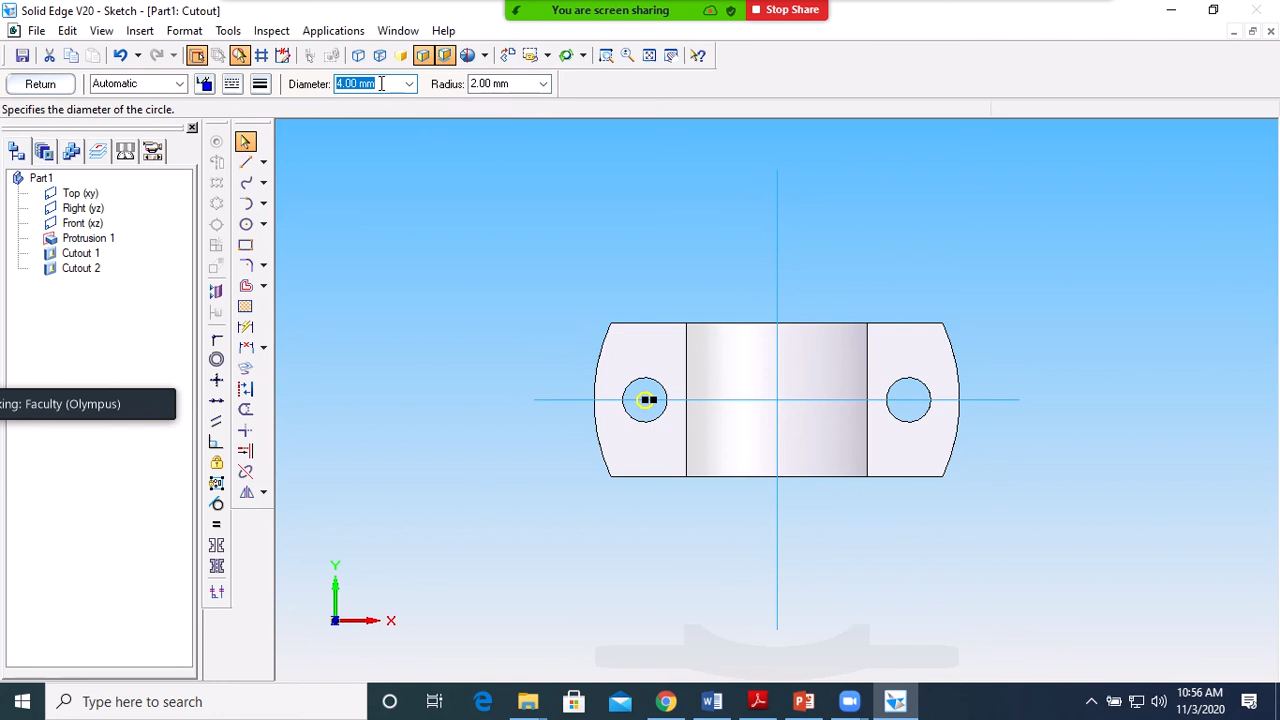 Solid Edge V20 - Sketch - [Part1: Cutout]
You are screen sharing
Stop Share
File Edit View Insert Format Tools Inspect Applications Window Help
Return
Automatic
Diameter: 4.00 mm
Radius: 2.00 mm
Specifies the diameter of the circle.
Part1
Top (xy)
Right (yz)
Front (xz)
Protrusion 1
Cutout 1
Cutout 2
king: Faculty (Olympus)
Y
X
Type here to search
10:56 AM
11/3/2020